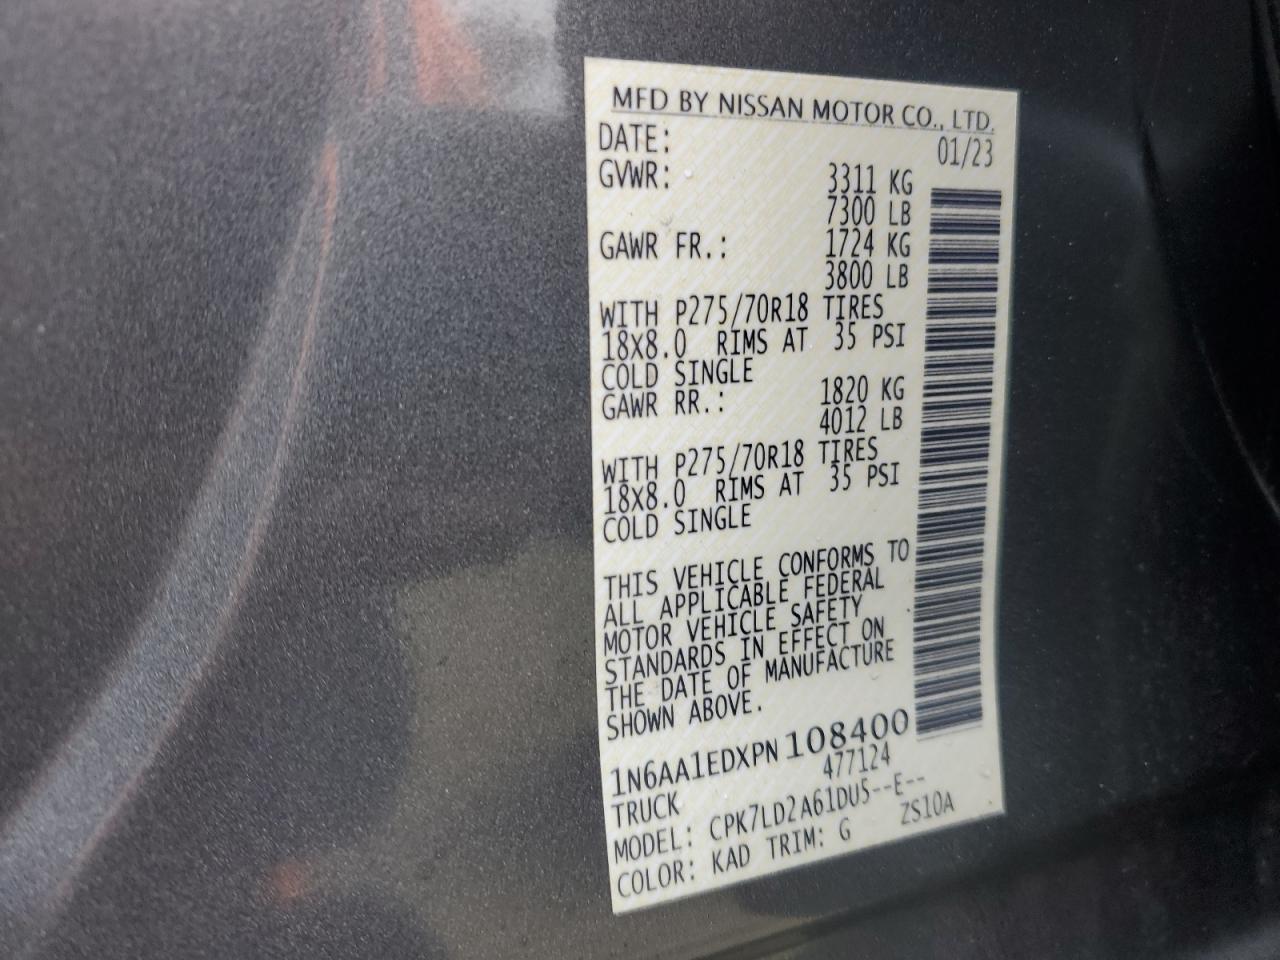 MFD BY NISSAN MOTOR CO., LTD.
DATE: 01/23
GVWR: 3311 KG
7300 LB
GAWR FR.: 1724 KG
3800 LB
WITH P275/70R18 TIRES
18X8.0 RIMS AT 35 PSI
COLD SINGLE
GAWR RR.: 1820 KG
4012 LB
WITH P275/70R18 TIRES
18X8.0 RIMS AT 35 PSI
COLD SINGLE
THIS VEHICLE CONFORMS TO
ALL APPLICABLE FEDERAL
MOTOR VEHICLE SAFETY
STANDARDS IN EFFECT ON
THE DATE OF MANUFACTURE
SHOWN ABOVE.
1N6AA1EDXPN108400
TRUCK 477124
MODEL: CPK7LD2A61DU5--E--
COLOR: KAD TRIM: G ZS10A